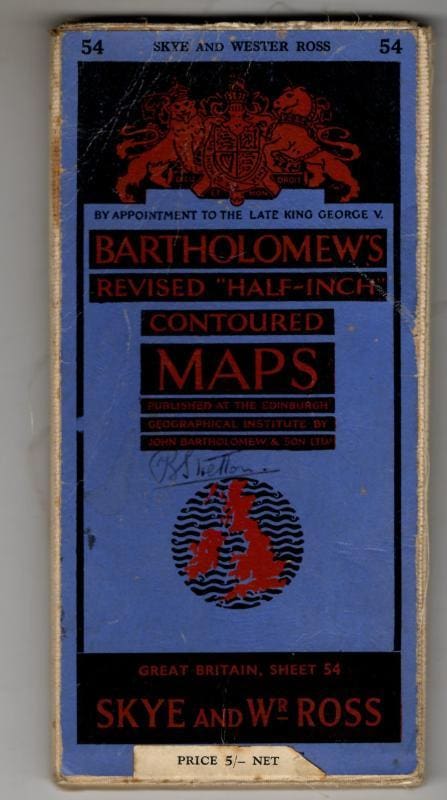 54 SKYE AND WESTER ROSS 54
DROIT
BY APPOINTMENT TO THE LATE KING GEORGE V.
BARTHOLOMEW'S
REVISED "HALF-INCH"
CONTOURED
MAPS
PUBLISHED AT THE EDINBURGH
GEOGRAPHICAL INSTITUTE BY
JOHN BARTHOLOMEW & SON LTD
GREAT BRITAIN, SHEET 54
SKYE AND WR ROSS
PRICE 5/- NET